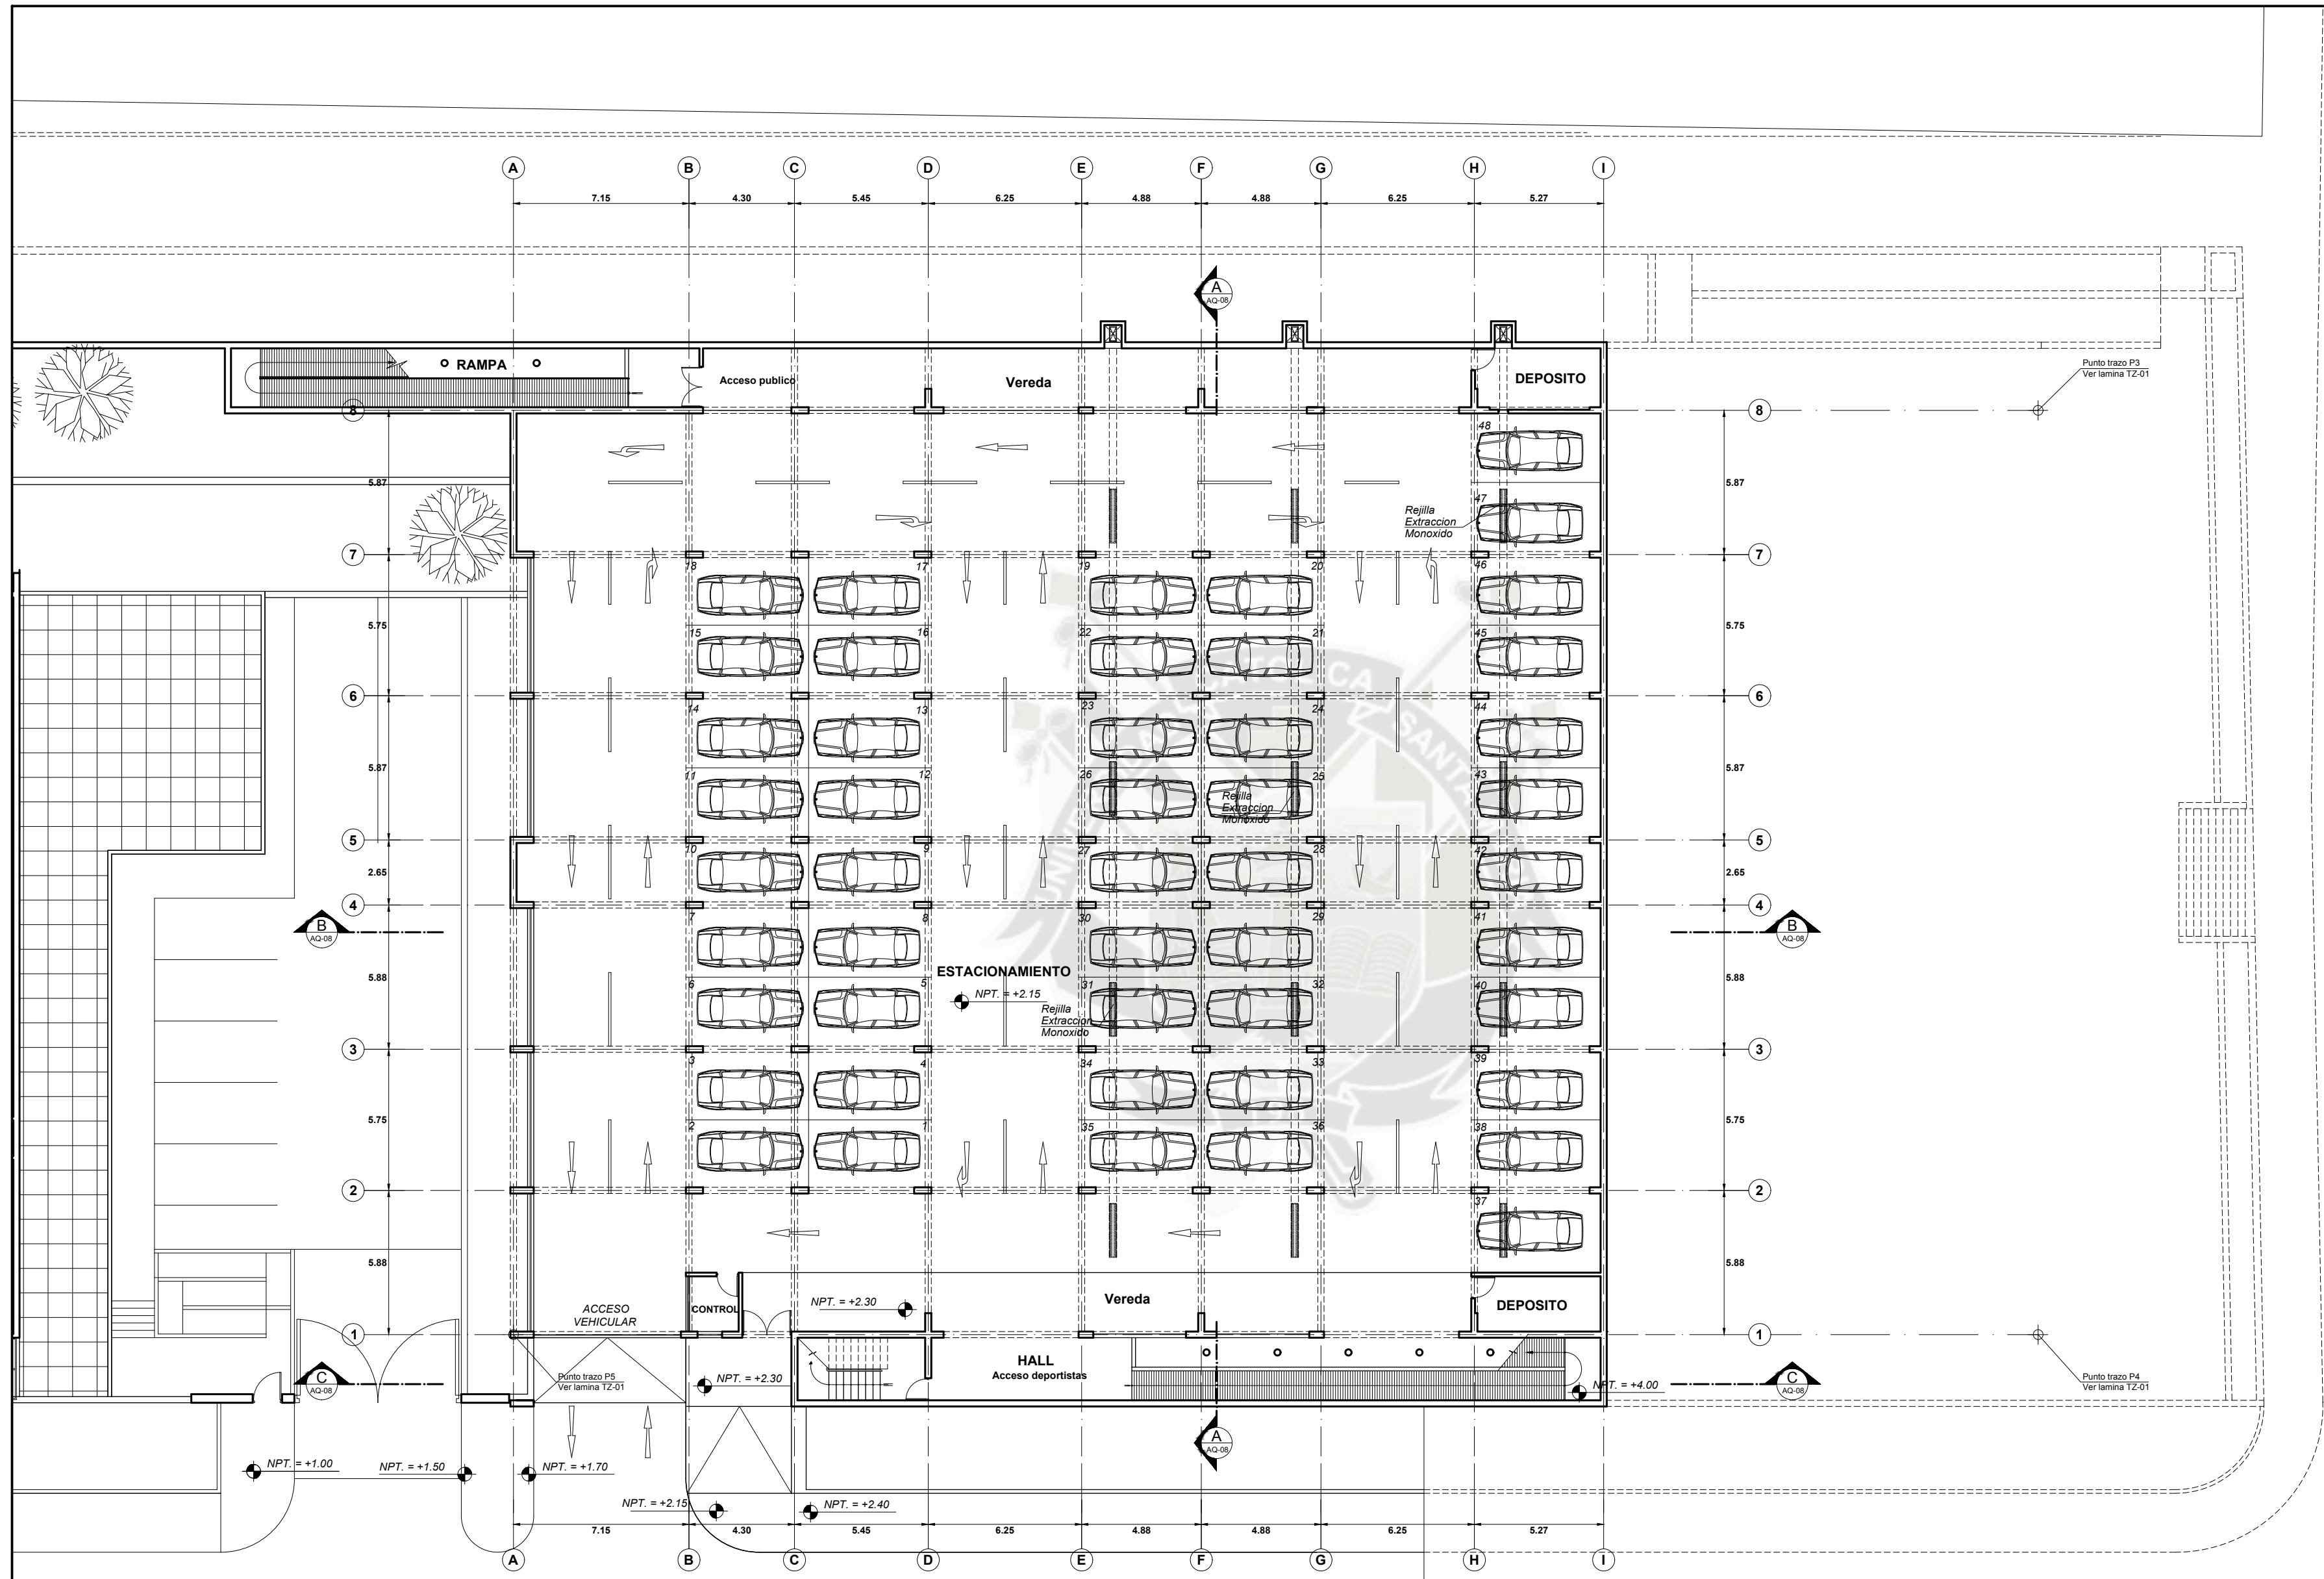 A B C D E F G H I
7.15 4.30 5.45 6.25 4.88 4.88 6.25 5.27
A
AQ-08
RAMPA
Acceso publico
Vereda
DEPOSITO
Punto trazo P3
Ver lamina TZ-01
8 8
48
5.87 5.87
47
Rejilla
Extraccion
Monoxido
7 7
18 17 19 20 46
5.75 5.75
15 16 22 21 45
6 6
14 13 23 24 44
5.87 5.87
11 12 26 25 43
Rejilla
Extraccion
Monoxido
5 5
10 9 27 28 42
2.65 2.65
4 4
7 8 30 29 41
B
AQ-08
B
AQ-08
ESTACIONAMIENTO
5.88 5.88
6 5 31 32 40
NPT. = +2.15
Rejilla
Extraccion
Monoxido
3 3
3 4 34 33 39
5.75 5.75
2 1 35 36 38
2 2
37
5.88 5.88
ACCESO
VEHICULAR
CONTROL
NPT. = +2.30
Vereda
DEPOSITO
1 1
HALL
Acceso deportistas
C
AQ-08
Punto trazo P5
Ver lamina TZ-01
NPT. = +2.30
NPT. = +4.00
C
AQ-08
Punto trazo P4
Ver lamina TZ-01
A
AQ-08
NPT. = +1.00
NPT. = +1.50
NPT. = +1.70
NPT. = +2.15
NPT. = +2.40
7.15 4.30 5.45 6.25 4.88 4.88 6.25 5.27
A B C D E F G H I